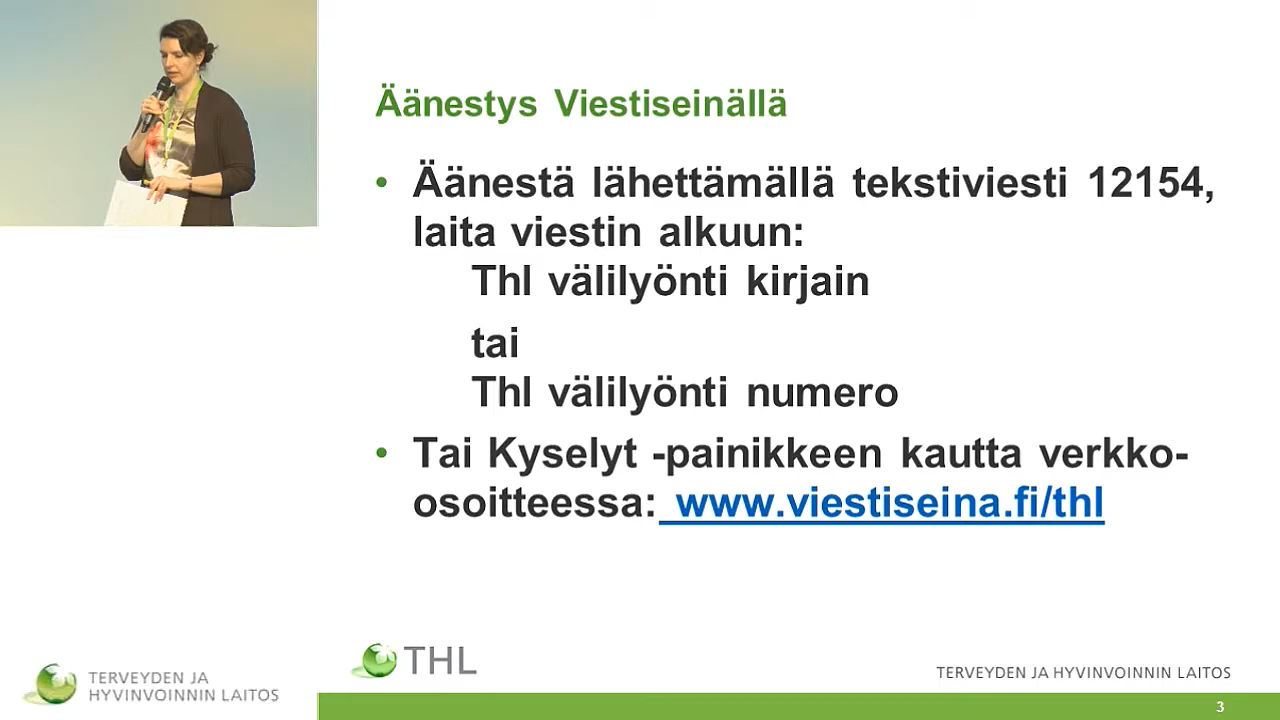 Äänestys Viestiseinällä
• Äänestä lähettämällä tekstiviesti 12154,
laita viestin alkuun:
Thl välilyönti kirjain
tai
Thl välilyönti numero
• Tai Kyselyt -painikkeen kautta verkko-
osoitteessa: www.viestiseina.fi/thl
TERVEYDEN JA
HYVINVOINNIN LAITOS
THL
TERVEYDEN JA HYVINVOINNIN LAITOS
3